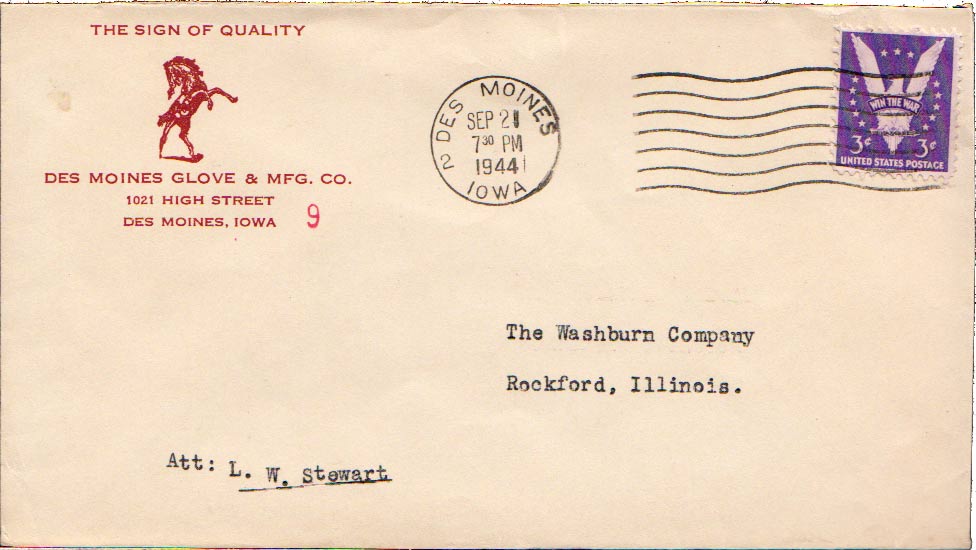 THE SIGN OF QUALITY
DES MOINES GLOVE & MFG. CO.
1021 HIGH STREET
DES MOINES, IOWA 9
2 DES MOINES
SEP 21
7 30 PM
1944
IOWA
WIN THE WAR
3¢ 3¢
UNITED STATES POSTAGE
The Washburn Company
Rockford, Illinois.
Att: L. W. Stewart